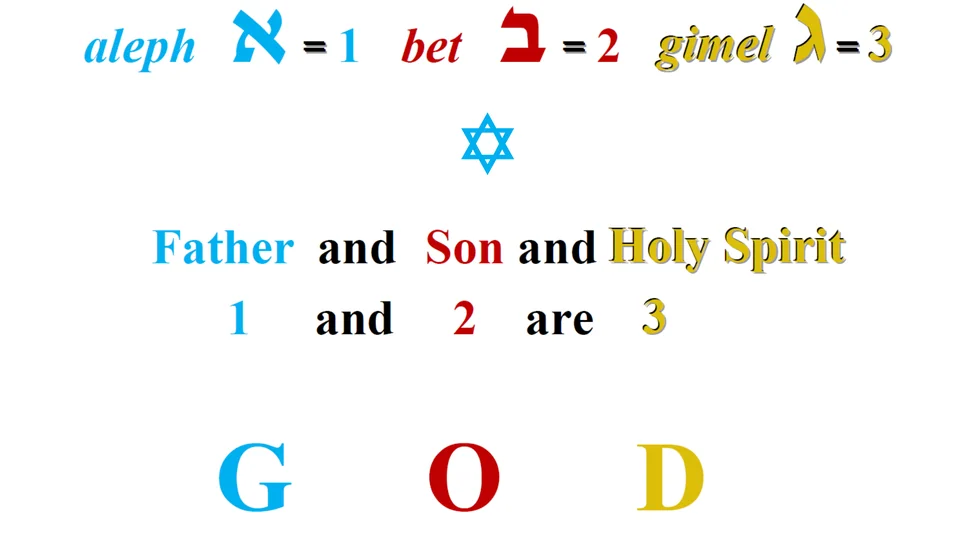 aleph א = 1 bet ב = 2 gimel ג = 3
Father and Son and Holy Spirit
1 and 2 are 3
G O D